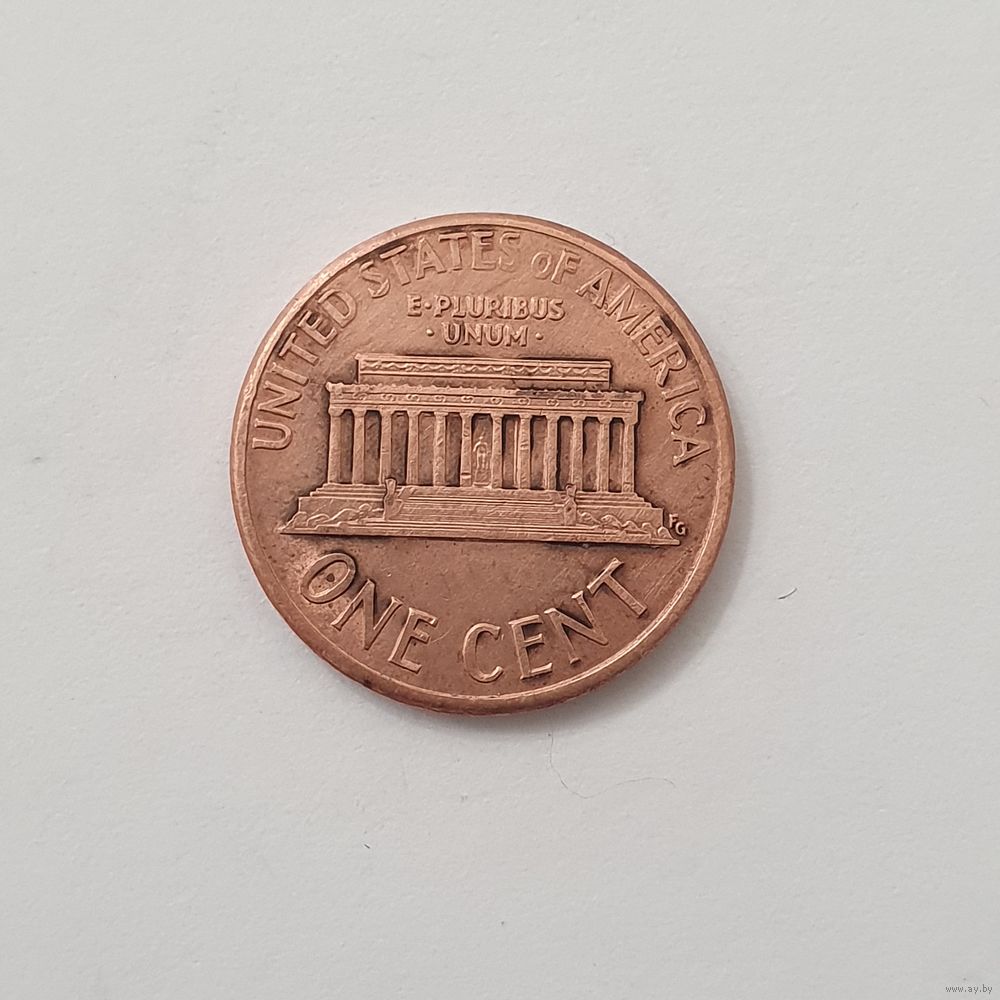 UNITED STATES OF AMERICA
E·PLURIBUS
·UNUM·
FG
ONE CENT
www.ay.by